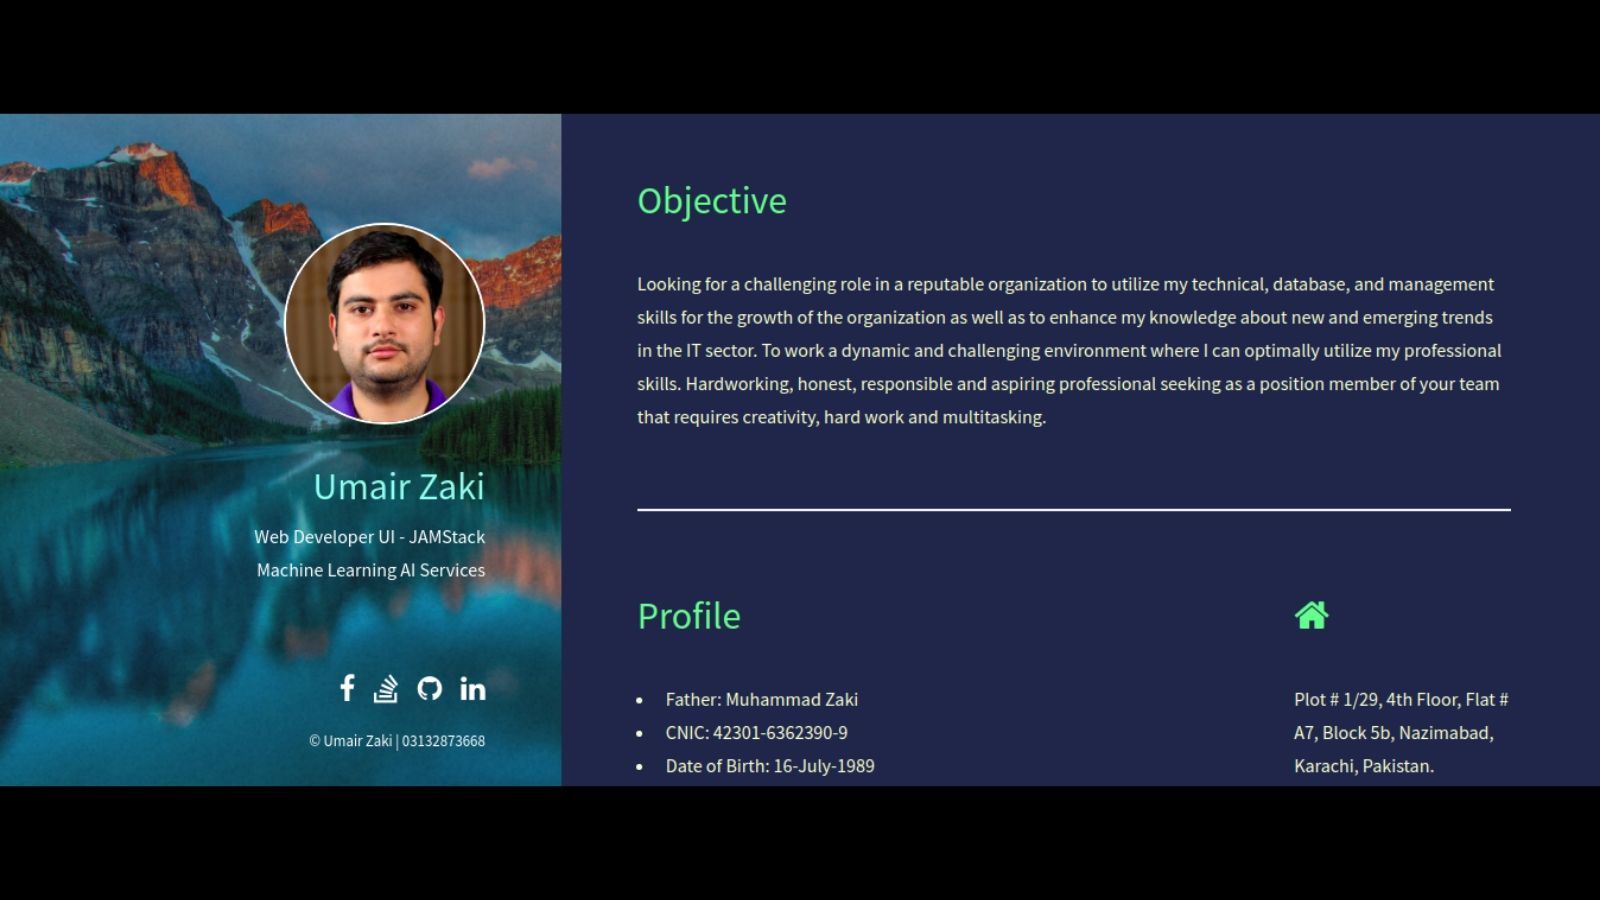 Umair Zaki
Web Developer UI - JAMStack
Machine Learning AI Services
© Umair Zaki | 03132873668
Objective
Looking for a challenging role in a reputable organization to utilize my technical, database, and management
skills for the growth of the organization as well as to enhance my knowledge about new and emerging trends
in the IT sector. To work a dynamic and challenging environment where I can optimally utilize my professional
skills. Hardworking, honest, responsible and aspiring professional seeking as a position member of your team
that requires creativity, hard work and multitasking.
Profile
Father: Muhammad Zaki
CNIC: 42301-6362390-9
Date of Birth: 16-July-1989
Plot # 1/29, 4th Floor, Flat #
A7, Block 5b, Nazimabad,
Karachi, Pakistan.